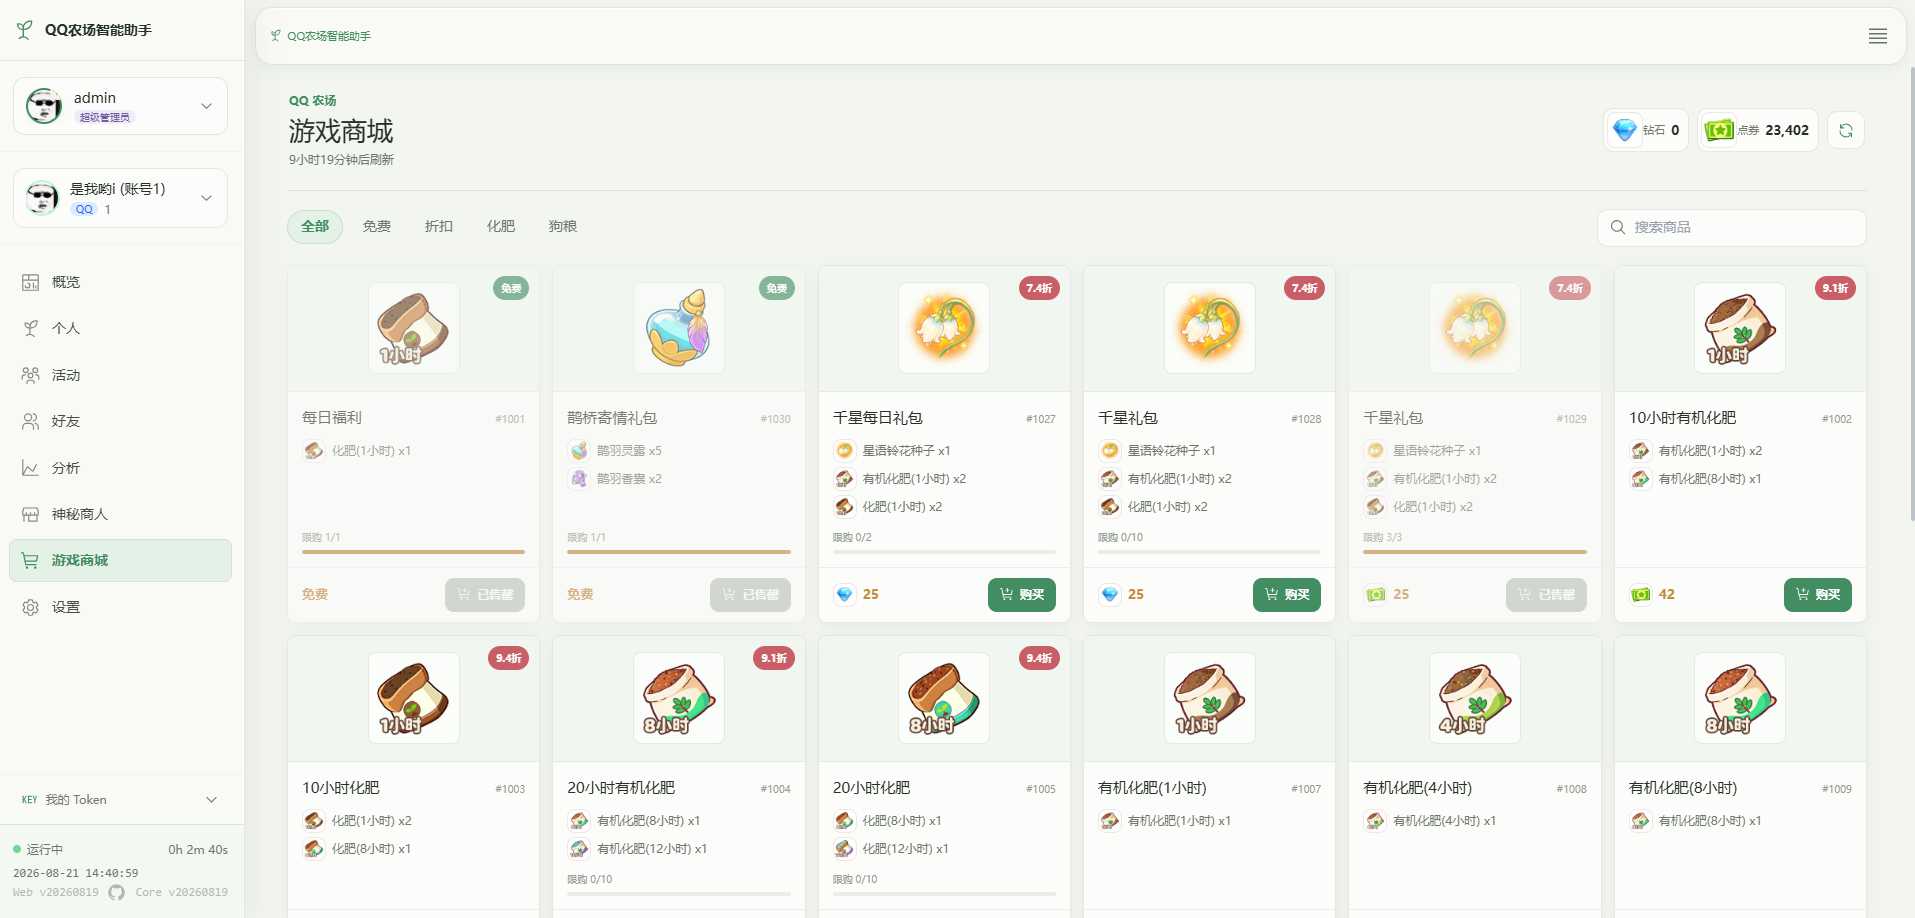 QQ农场智能助手
admin
超级管理员
是我哟i (账号1)
QQ 1
概览
个人
活动
好友
分析
神秘商人
游戏商城
设置
KEY 我的 Token
运行中 0h 2m 40s
2026-08-21 14:40:59
Web v20260819 Core v20260819
QQ农场智能助手
QQ 农场
游戏商城
9小时19分钟后刷新
钻石 0
点券 23,402
全部 免费 折扣 化肥 狗粮
搜索商品
免费
1小时
每日福利 #1001
化肥(1小时) x1
限购 1/1
免费 已售罄
免费
鹊桥寄情礼包 #1030
鹊羽灵露 x5
鹊羽香囊 x2
限购 1/1
免费 已售罄
7.4折
千星每日礼包 #1027
星语铃花种子 x1
有机化肥(1小时) x2
化肥(1小时) x2
限购 0/2
25 购买
7.4折
千星礼包 #1028
星语铃花种子 x1
有机化肥(1小时) x2
化肥(1小时) x2
限购 0/10
25 购买
7.4折
千星礼包 #1029
星语铃花种子 x1
有机化肥(1小时) x2
化肥(1小时) x2
限购 3/3
25 已售罄
9.1折
1小时
10小时有机化肥 #1002
有机化肥(1小时) x2
有机化肥(8小时) x1
42 购买
9.4折
1小时
10小时化肥 #1003
化肥(1小时) x2
化肥(8小时) x1
9.1折
8小时
20小时有机化肥 #1004
有机化肥(8小时) x1
有机化肥(12小时) x1
限购 0/10
9.4折
8小时
20小时化肥 #1005
化肥(8小时) x1
化肥(12小时) x1
限购 0/10
1小时
有机化肥(1小时) #1007
有机化肥(1小时) x1
4小时
有机化肥(4小时) #1008
有机化肥(4小时) x1
8小时
有机化肥(8小时) #1009
有机化肥(8小时) x1